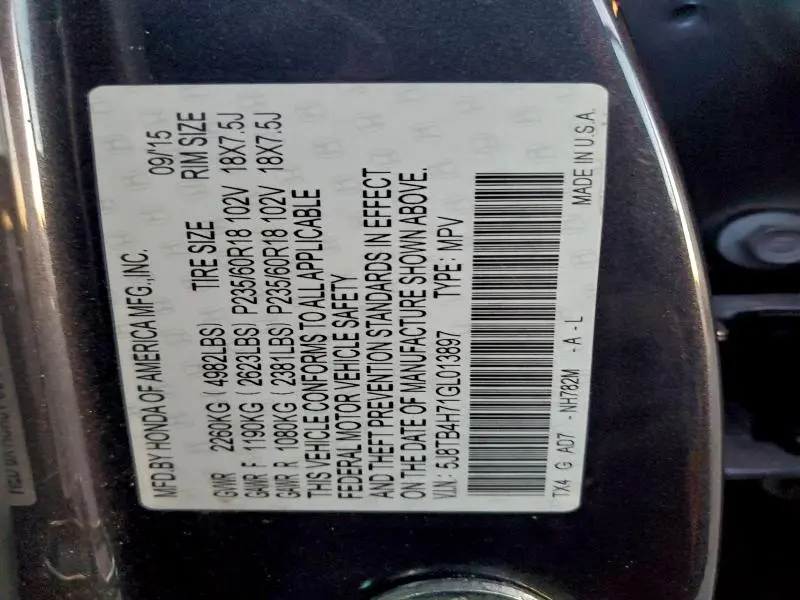 MFD.BY HONDA OF AMERICA MFG.,INC. 09/15
TIRE SIZE RIM SIZE
GVWR 2260KG (4982LBS)
GAWR F 1190KG (2623LBS) P235/60R18 102V 18X7.5J
GAWR R 1080KG (2381LBS) P235/60R18 102V 18X7.5J
THIS VEHICLE CONFORMS TO ALL APPLICABLE
FEDERAL MOTOR VEHICLE SAFETY
AND THEFT PREVENTION STANDARDS IN EFFECT
ON THE DATE OF MANUFACTURE SHOWN ABOVE.
V.I.N.: 5J8TB4H71GL013897 TYPE: MPV
TX4 G AD7 -NH782M -A-L MADE IN U.S.A.